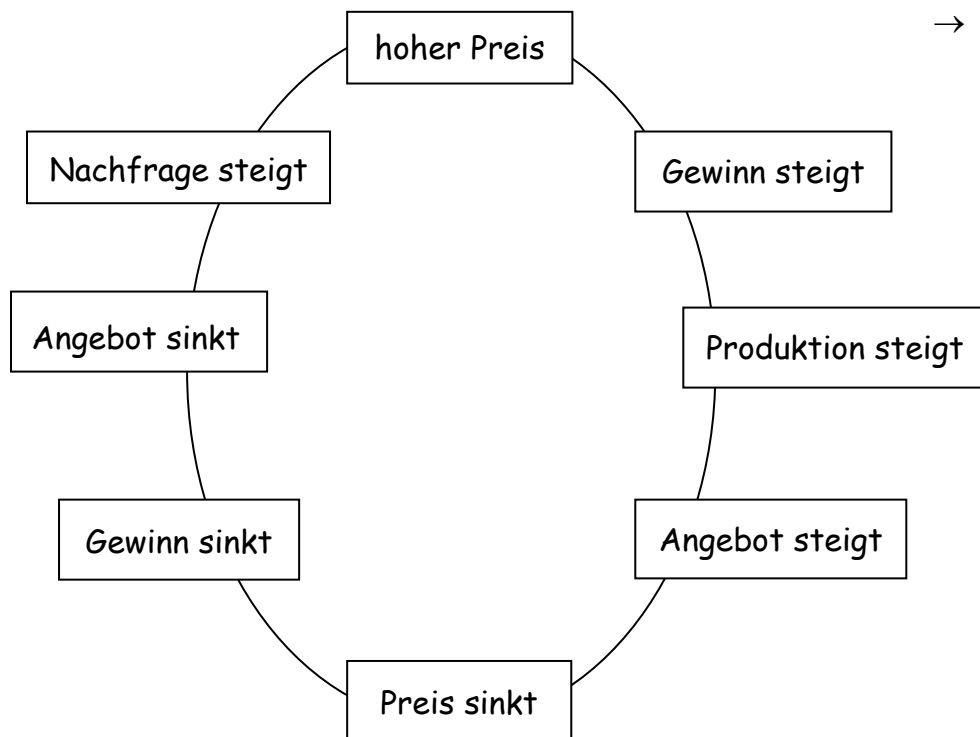 hoher Preis
→
Nachfrage steigt
Gewinn steigt
Angebot sinkt
Produktion steigt
Gewinn sinkt
Angebot steigt
Preis sinkt